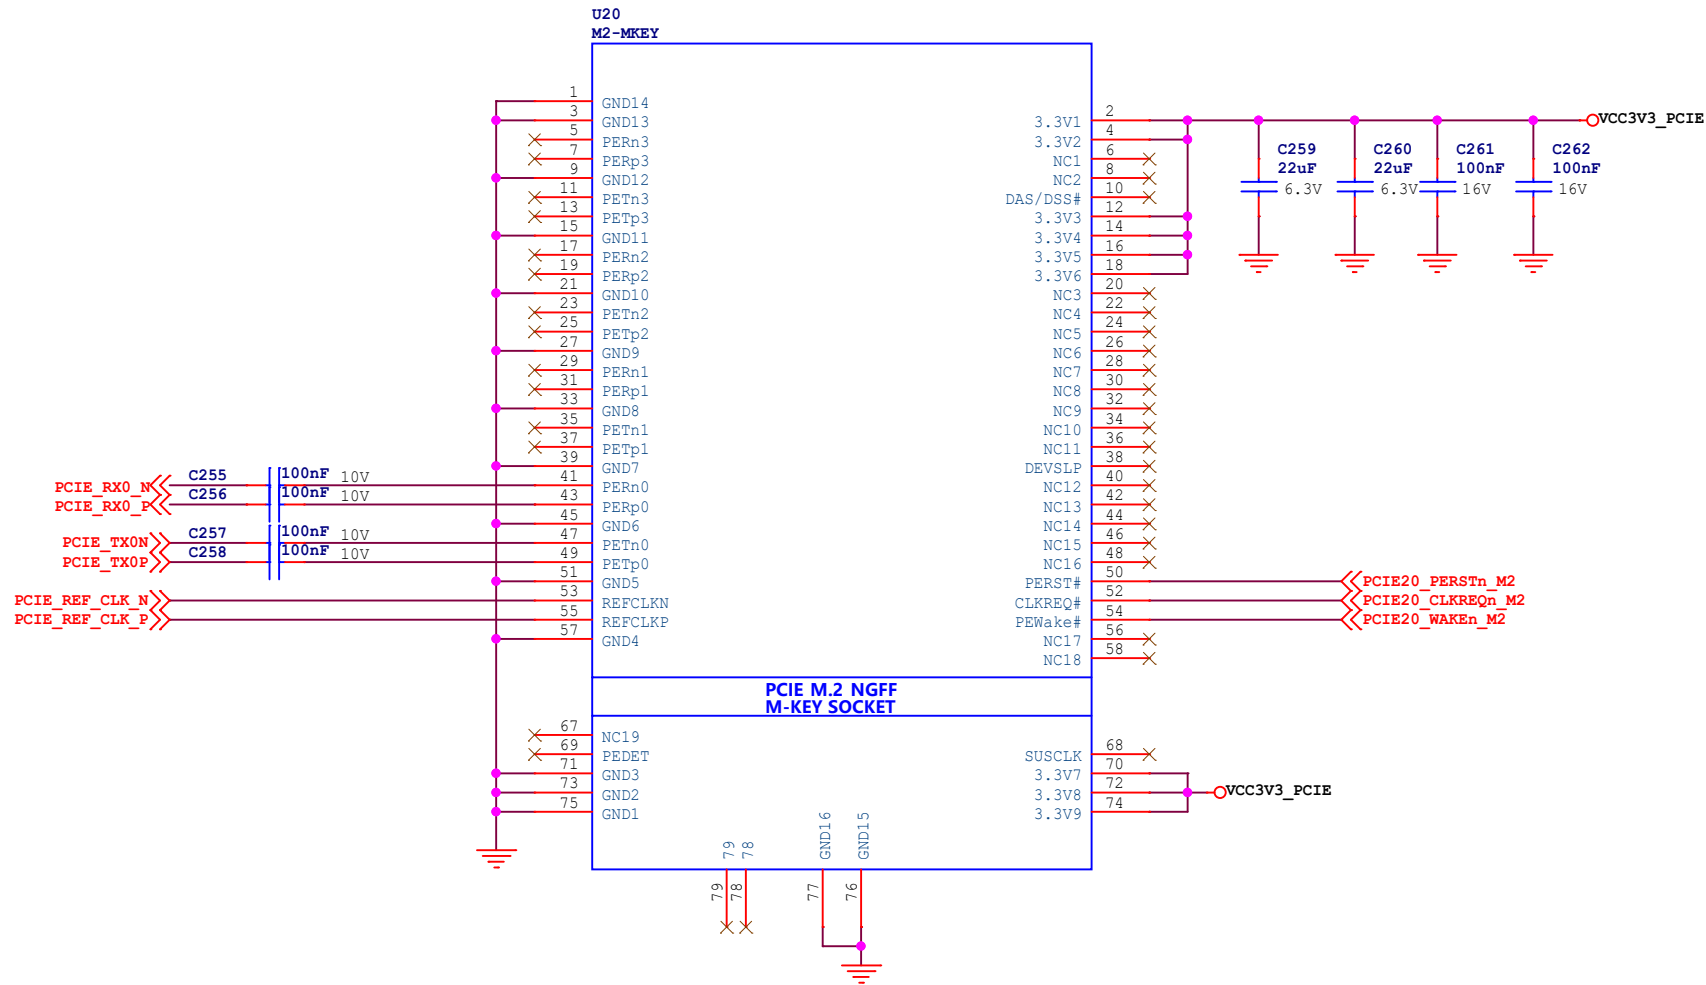 U20
M2-MKEY
1 GND14
3 GND13
5 PERn3
7 PERp3
9 GND12
11 PETn3
13 PETp3
15 GND11
17 PERn2
19 PERp2
21 GND10
23 PETn2
25 PETp2
27 GND9
29 PERn1
31 PERp1
33 GND8
35 PETn1
37 PETp1
39 GND7
41 PERn0
43 PERp0
45 GND6
47 PETn0
49 PETp0
51 GND5
53 REFCLKN
55 REFCLKP
57 GND4
PCIE_RX0_N C255 100nF 10V
PCIE_RX0_P C256 100nF 10V
PCIE_TX0N C257 100nF 10V
PCIE_TX0P C258 100nF 10V
PCIE_REF_CLK_N
PCIE_REF_CLK_P
3.3V1 2
3.3V2 4
NC1 6
NC2 8
DAS/DSS# 10
3.3V3 12
3.3V4 14
3.3V5 16
3.3V6 18
NC3 20
NC4 22
NC5 24
NC6 26
NC7 28
NC8 30
NC9 32
NC10 34
NC11 36
DEVSLP 38
NC12 40
NC13 42
NC14 44
NC15 46
NC16 48
PERST# 50 PCIE20_PERSTn_M2
CLKREQ# 52 PCIE20_CLKREQn_M2
PEWake# 54 PCIE20_WAKEn_M2
NC17 56
NC18 58
VCC3V3_PCIE
C259 22uF 6.3V
C260 22uF 6.3V
C261 100nF 16V
C262 100nF 16V
PCIE M.2 NGFF
M-KEY SOCKET
67 NC19
69 PEDET
71 GND3
73 GND2
75 GND1
SUSCLK 68
3.3V7 70
3.3V8 72
3.3V9 74
VCC3V3_PCIE
79 78 GND16 GND15
79 78 77 76